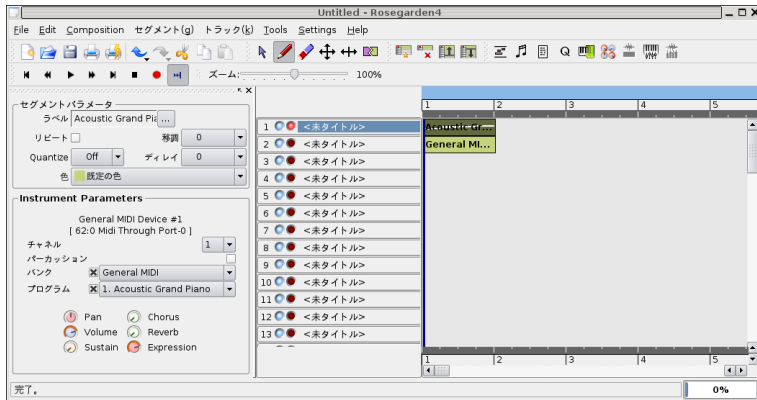 Untitled - Rosegarden4
File Edit Composition セグメント(g) トラック(k) Tools Settings Help
ズーム: 100%
セグメントパラメータ
ラベル Acoustic Grand Pia ...
リピート 移調 0
Quantize Off ディレイ 0
色 既定の色
Instrument Parameters
General MIDI Device #1
[ 62:0 Midi Through Port-0 ]
チャネル 1
パーカッション
バンク General MIDI
プログラム 1. Acoustic Grand Piano
Pan Chorus
Volume Reverb
Sustain Expression
1 2 3 4 5
1 <未タイトル> Acoustic Gr...
2 <未タイトル> General MI...
3 <未タイトル>
4 <未タイトル>
5 <未タイトル>
6 <未タイトル>
7 <未タイトル>
8 <未タイトル>
9 <未タイトル>
10 <未タイトル>
11 <未タイトル>
12 <未タイトル>
13 <未タイトル>
1 2 3 4 5
完了。 0%